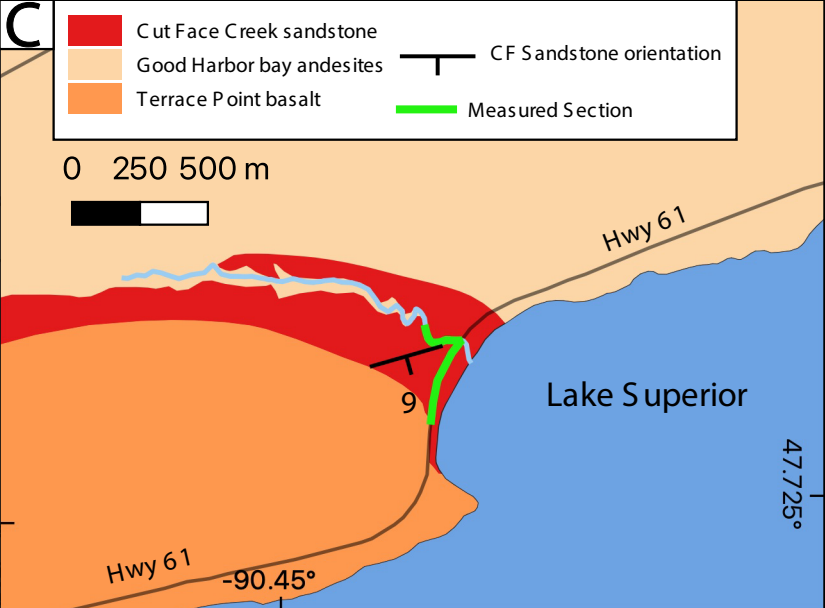 C
Cut Face Creek sandstone
Good Harbor bay andesites
Terrace Point basalt
CF Sandstone orientation
Measured Section
0 250 500 m
Hwy 61
Lake Superior
9
47.725°
Hwy 61
-90.45°